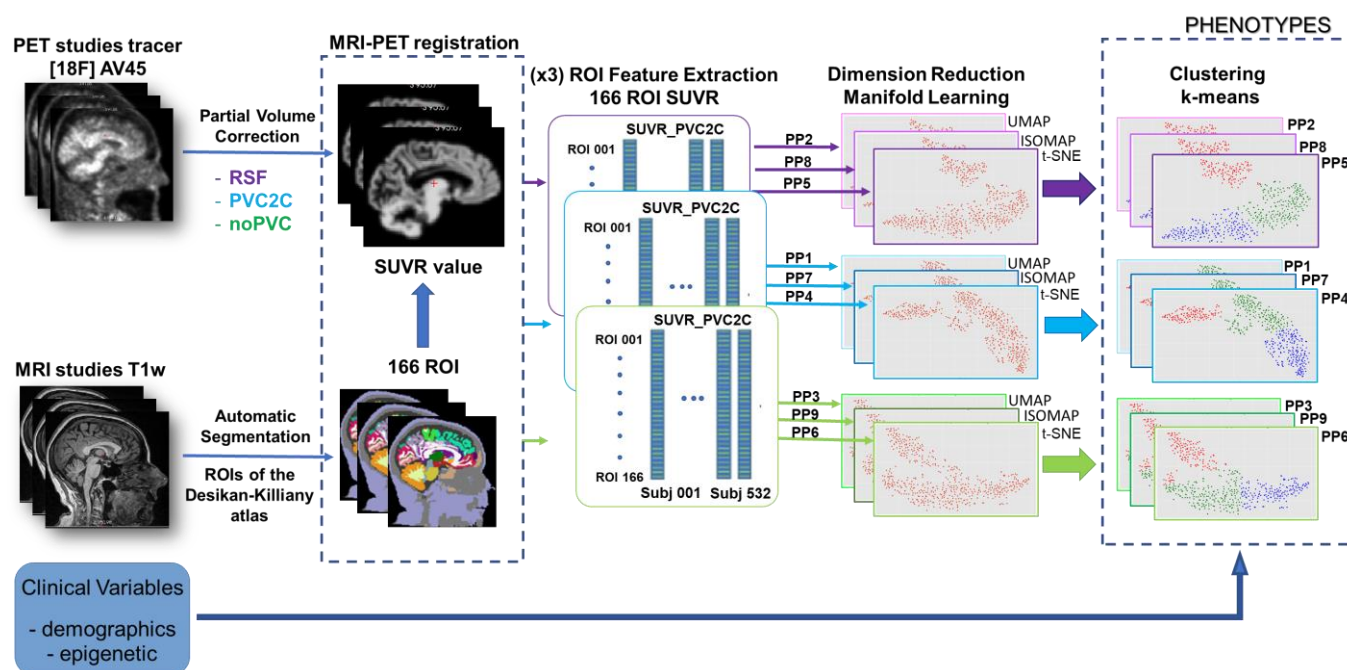 PHENOTYPES
PET studies tracer
[18F] AV45
Partial Volume
Correction
- RSF
- PVC2C
- noPVC
MRI-PET registration
SUVR value
166 ROI
MRI studies T1w
Automatic
Segmentation
ROIs of the
Desikan-Killiany
atlas
(x3) ROI Feature Extraction
166 ROI SUVR
SUVR_PVC2C
ROI 001
SUVR_PVC2C
ROI 001
SUVR_PVC2C
ROI 001
ROI 166
Subj 001 Subj 532
PP2
PP8
PP5
PP1
PP7
PP4
PP3
PP9
PP6
Dimension Reduction
Manifold Learning
UMAP
ISOMAP
t-SNE
UMAP
ISOMAP
t-SNE
UMAP
ISOMAP
t-SNE
Clustering
k-means
PP2
PP8
PP5
PP1
PP7
PP4
PP3
PP9
PP6
Clinical Variables
- demographics
- epigenetic